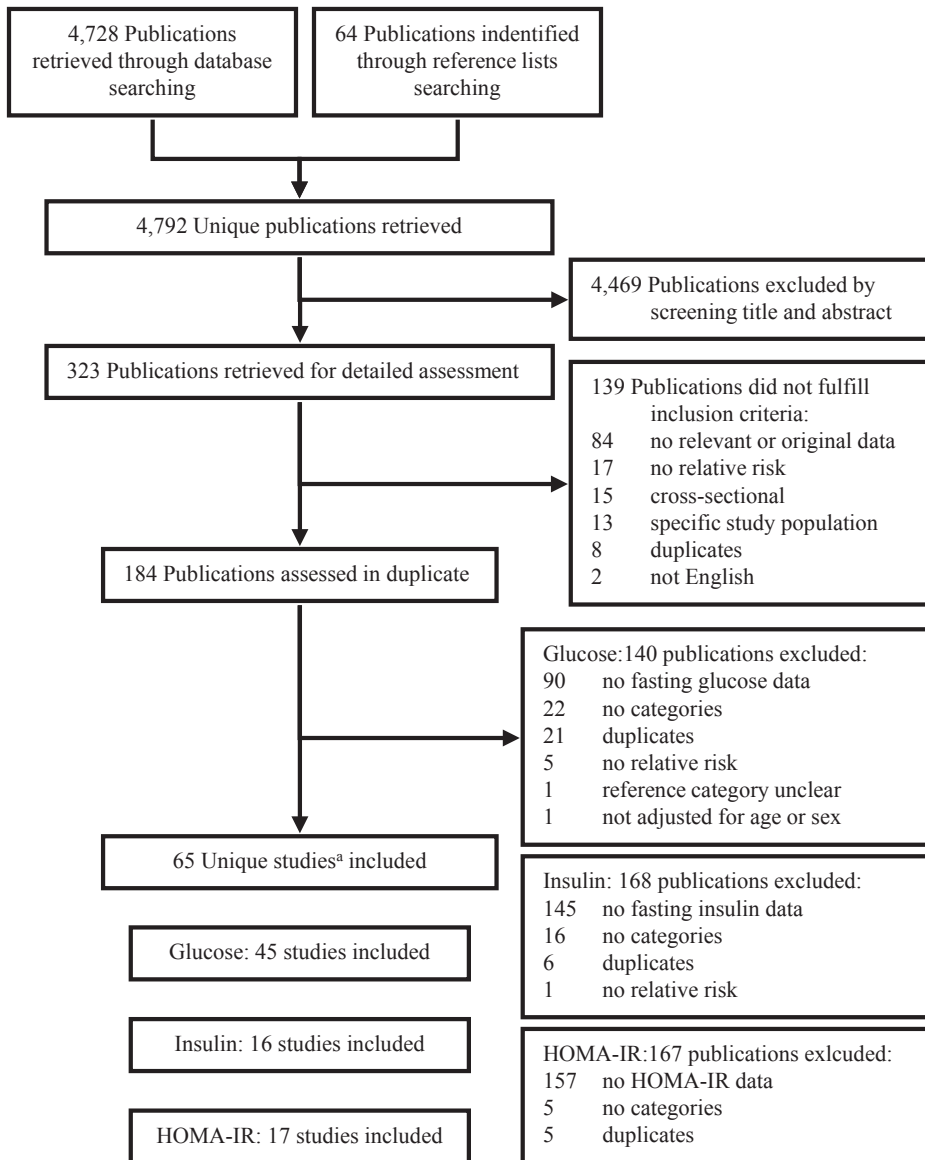 4,728 Publications
retrieved through database
searching
64 Publications indentified
through reference lists
searching
4,792 Unique publications retrieved
4,469 Publications excluded by
screening title and abstract
323 Publications retrieved for detailed assessment
139 Publications did not fulfill
inclusion criteria:
84 no relevant or original data
17 no relative risk
15 cross-sectional
13 specific study population
8 duplicates
2 not English
184 Publications assessed in duplicate
Glucose:140 publications excluded:
90 no fasting glucose data
22 no categories
21 duplicates
5 no relative risk
1 reference category unclear
1 not adjusted for age or sex
65 Unique studiesᵃ included
Insulin: 168 publications excluded:
145 no fasting insulin data
16 no categories
6 duplicates
1 no relative risk
Glucose: 45 studies included
Insulin: 16 studies included
HOMA-IR:167 publications exlcuded:
157 no HOMA-IR data
5 no categories
5 duplicates
HOMA-IR: 17 studies included